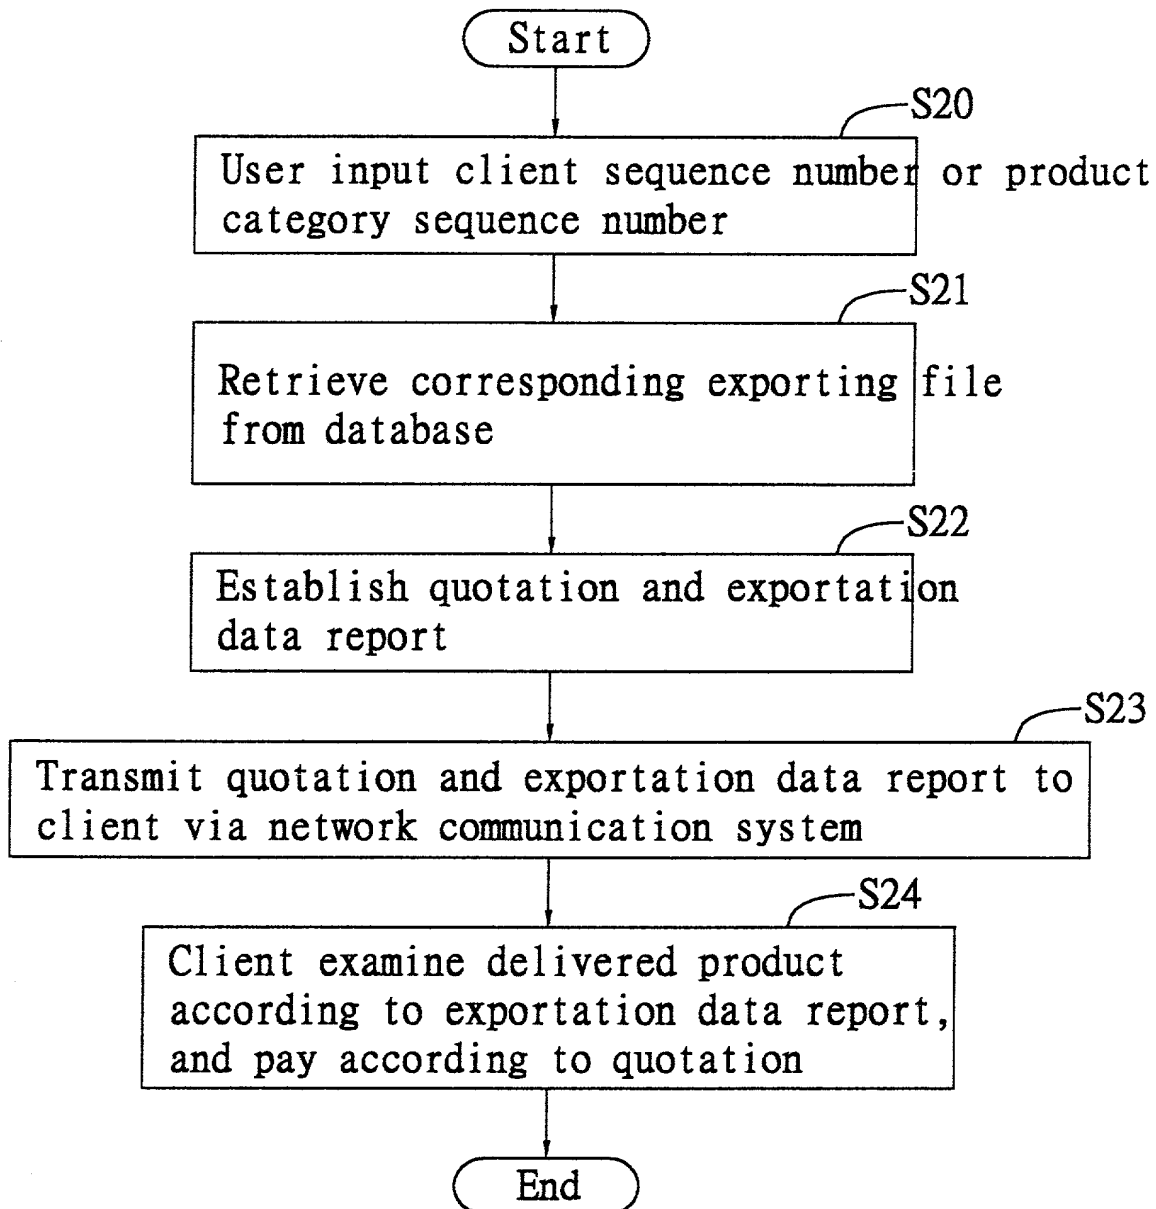 Start
S20
User input client sequence number or product
category sequence number
S21
Retrieve corresponding exporting file
from database
S22
Establish quotation and exportation
data report
S23
Transmit quotation and exportation data report to
client via network communication system
S24
Client examine delivered product
according to exportation data report,
and pay according to quotation
End